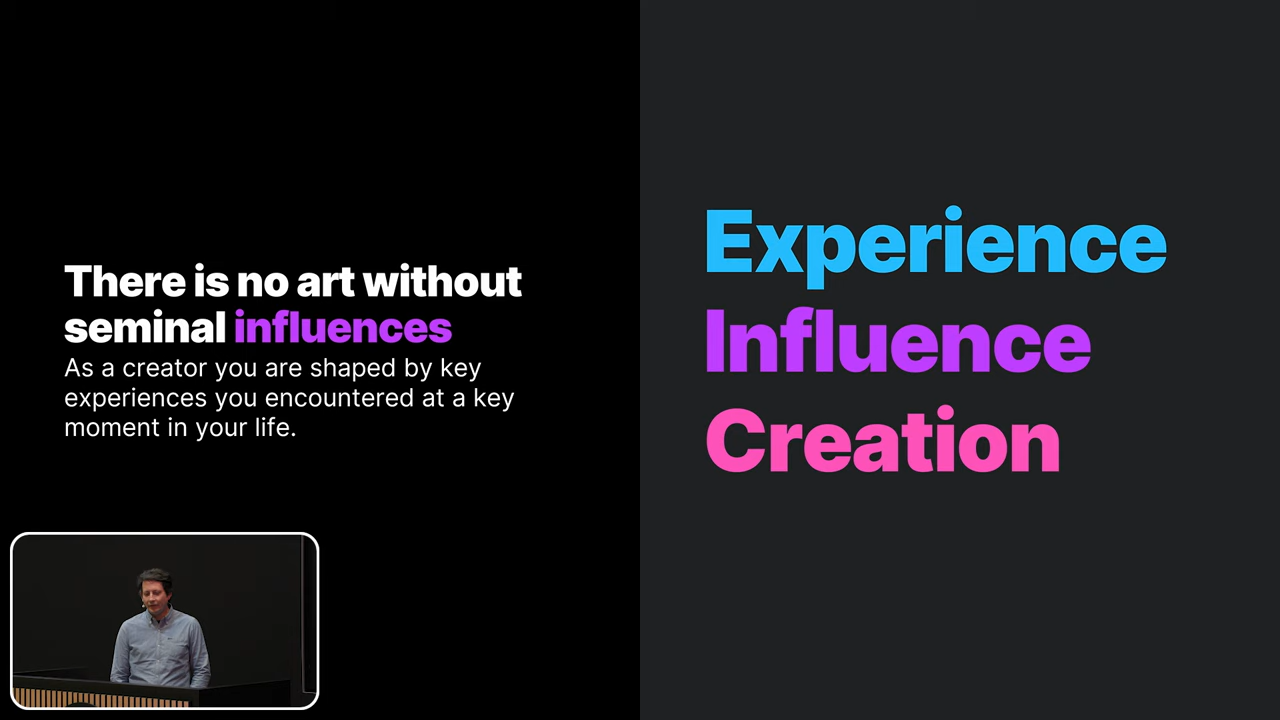 There is no art without
seminal influences
As a creator you are shaped by key
experiences you encountered at a key
moment in your life.
Experience
Influence
Creation